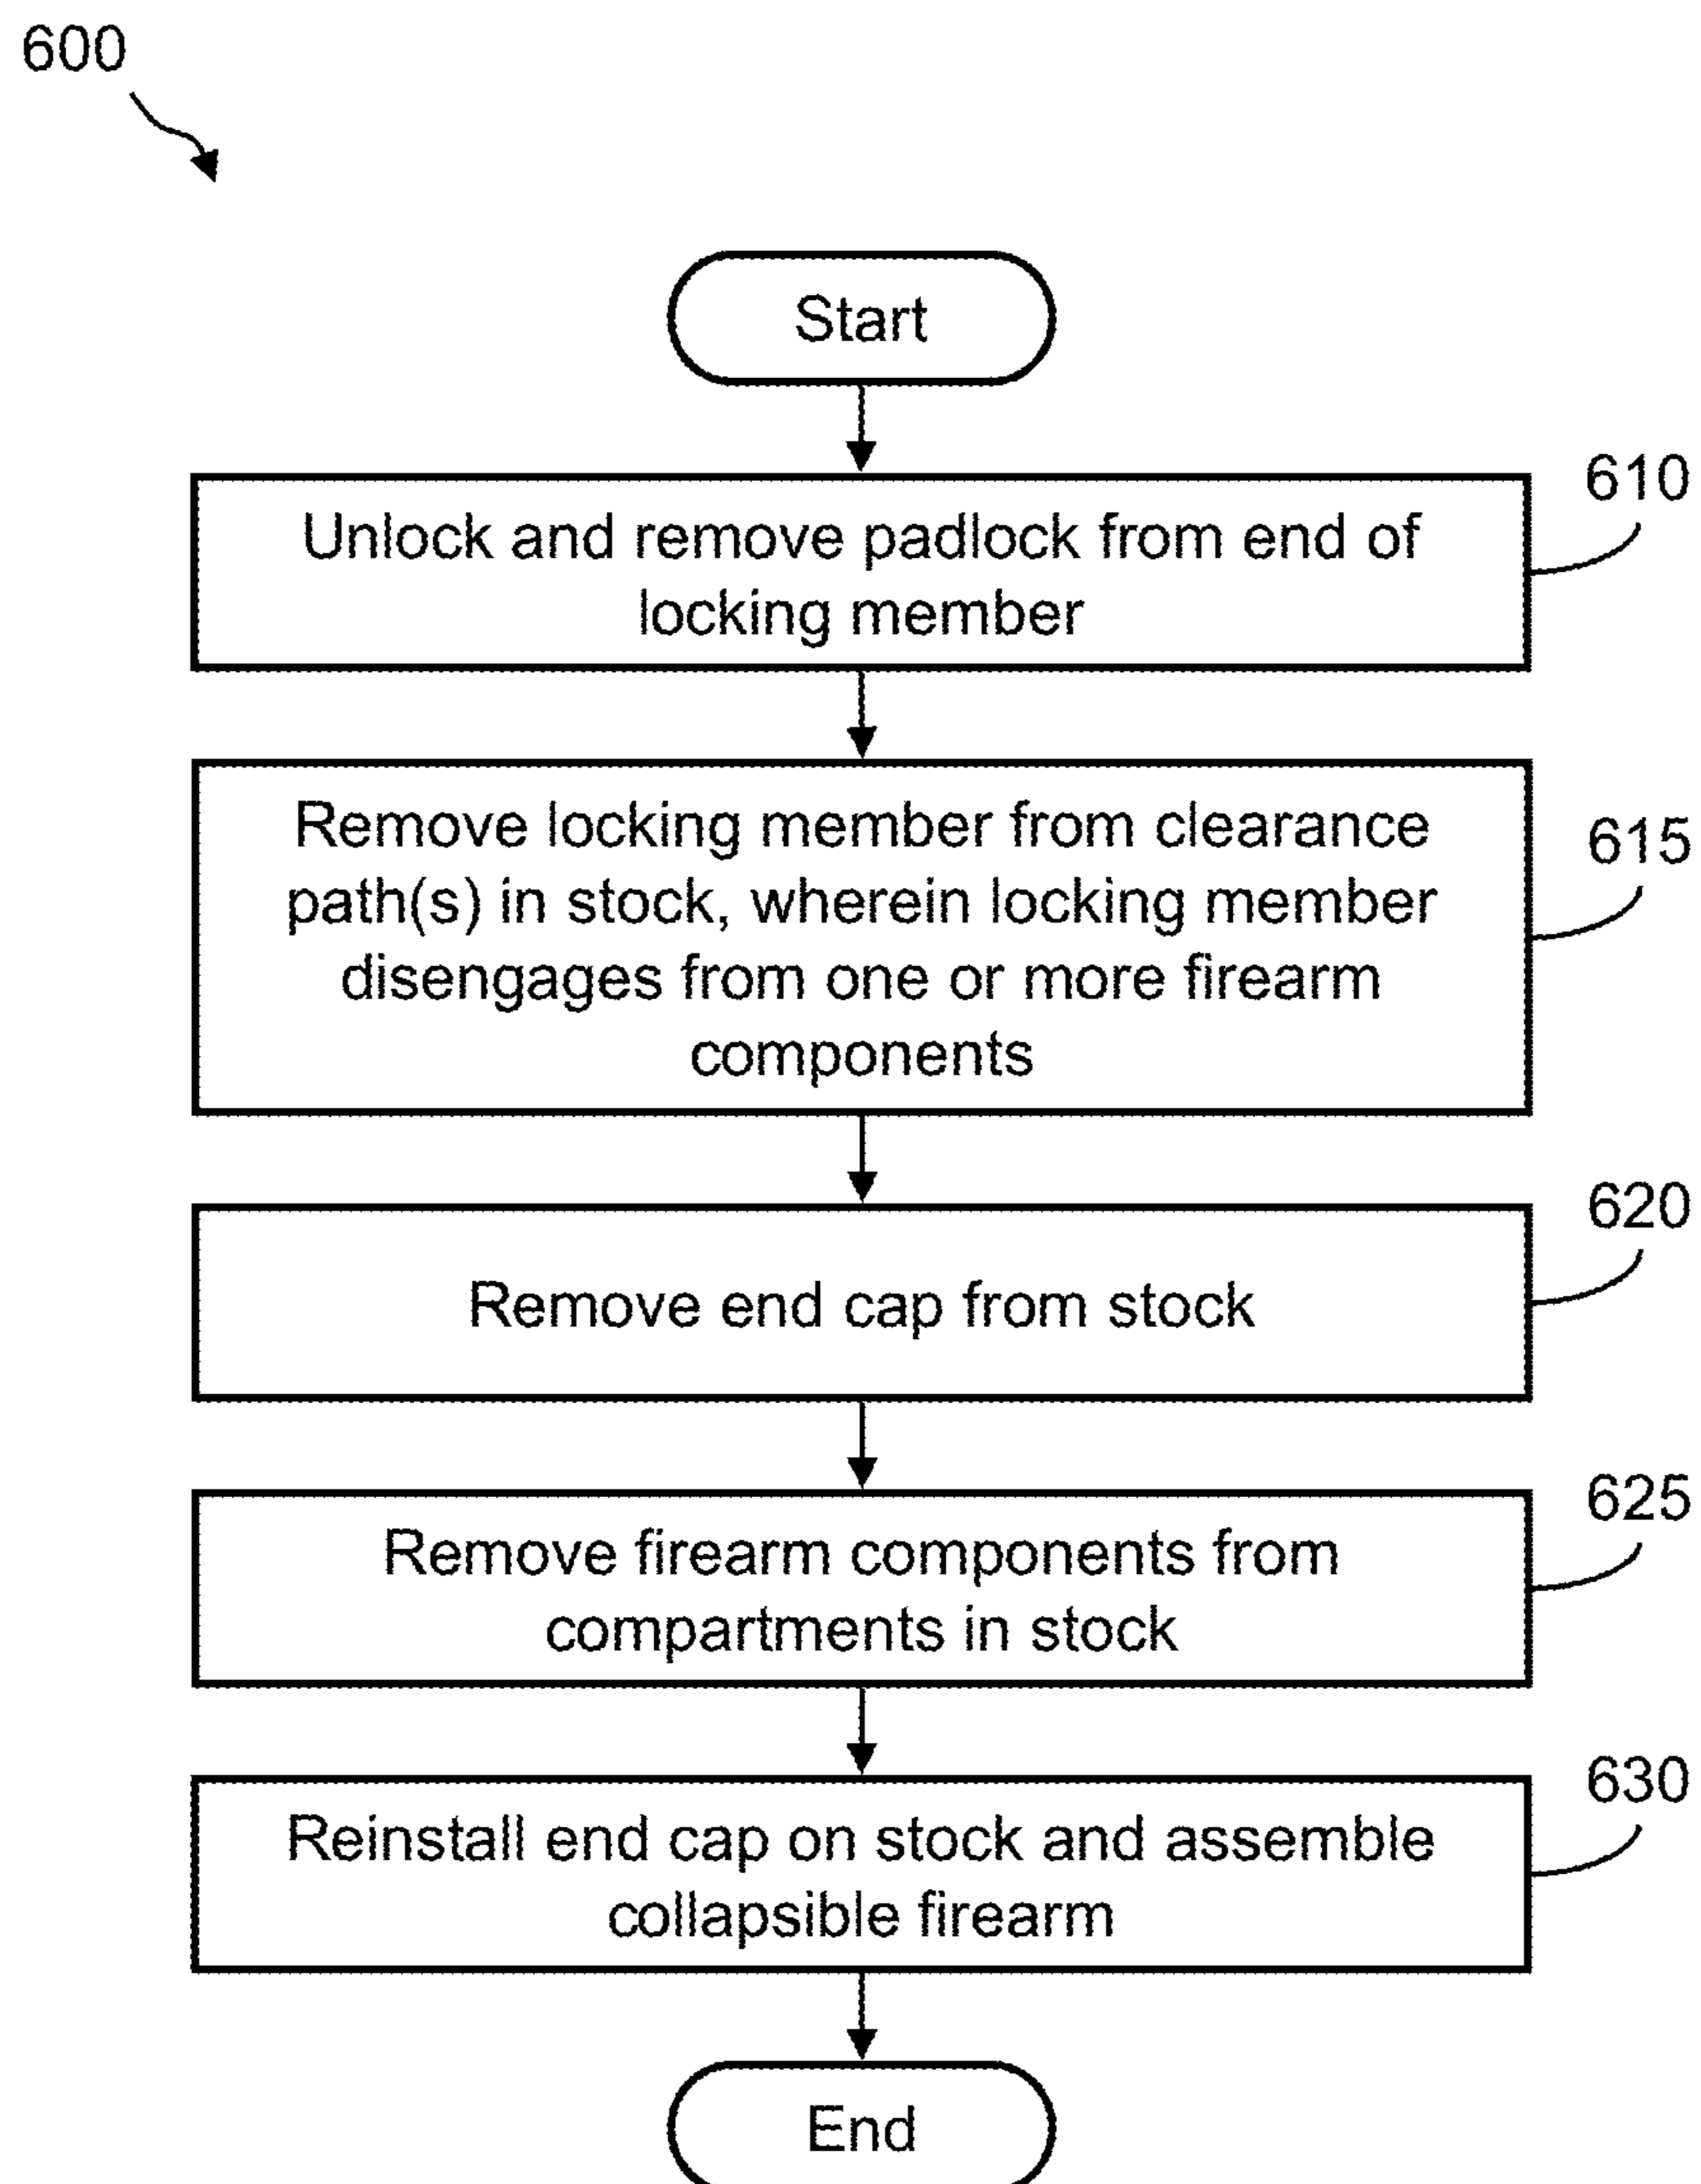 600
Start
610
Unlock and remove padlock from end of
locking member
615
Remove locking member from clearance
path(s) in stock, wherein locking member
disengages from one or more firearm
components
620
Remove end cap from stock
625
Remove firearm components from
compartments in stock
630
Reinstall end cap on stock and assemble
collapsible firearm
End